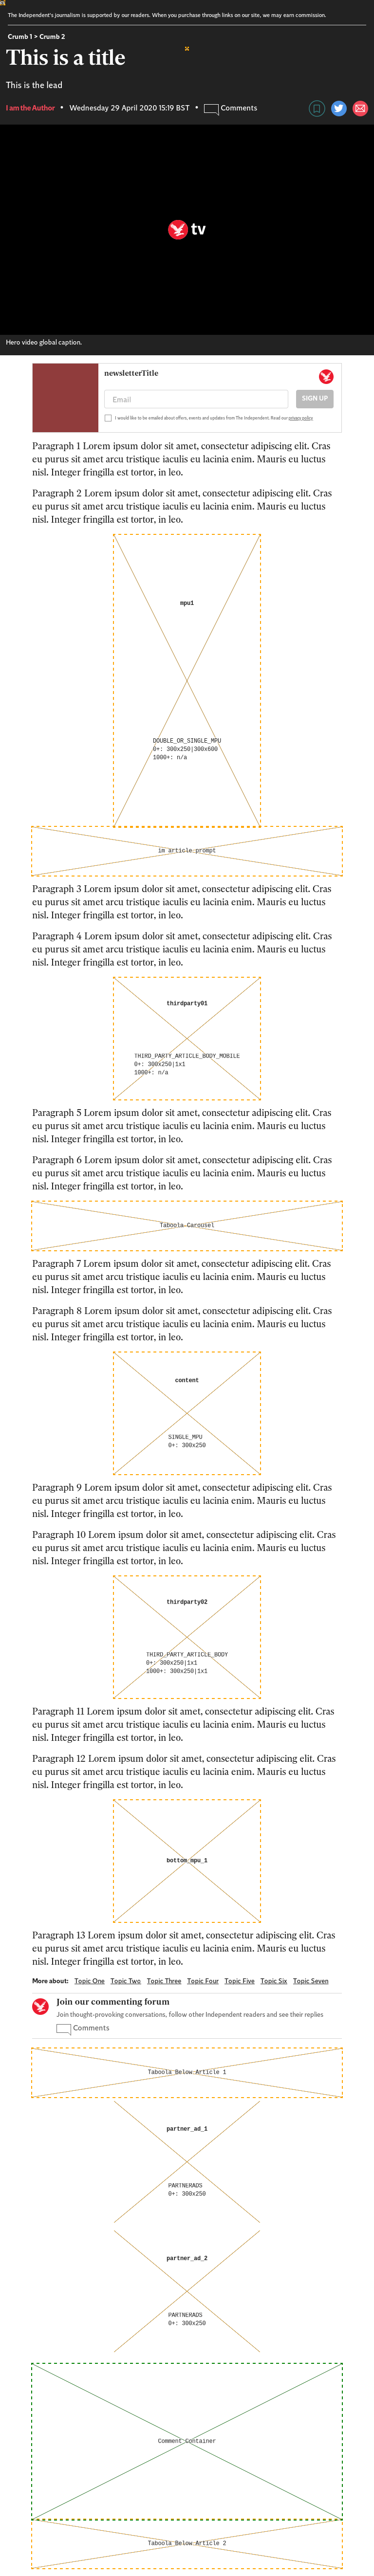 The Independent's journalism is supported by our readers. When you purchase through links on our site, we may earn commission.
Crumb 1 > Crumb 2
This is a title
This is the lead
I am the Author • Wednesday 29 April 2020 15:19 BST • Comments
tv
Hero video global caption.
newsletterTitle
Email
SIGN UP
I would like to be emailed about offers, events and updates from The Independent. Read our privacy policy
Paragraph 1 Lorem ipsum dolor sit amet, consectetur adipiscing elit. Cras
eu purus sit amet arcu tristique iaculis eu lacinia enim. Mauris eu luctus
nisl. Integer fringilla est tortor, in leo.
Paragraph 2 Lorem ipsum dolor sit amet, consectetur adipiscing elit. Cras
eu purus sit amet arcu tristique iaculis eu lacinia enim. Mauris eu luctus
nisl. Integer fringilla est tortor, in leo.
mpu1
DOUBLE_OR_SINGLE_MPU
0+: 300x250|300x600
1000+: n/a
im article prompt
Paragraph 3 Lorem ipsum dolor sit amet, consectetur adipiscing elit. Cras
eu purus sit amet arcu tristique iaculis eu lacinia enim. Mauris eu luctus
nisl. Integer fringilla est tortor, in leo.
Paragraph 4 Lorem ipsum dolor sit amet, consectetur adipiscing elit. Cras
eu purus sit amet arcu tristique iaculis eu lacinia enim. Mauris eu luctus
nisl. Integer fringilla est tortor, in leo.
thirdparty01
THIRD_PARTY_ARTICLE_BODY_MOBILE
0+: 300x250|1x1
1000+: n/a
Paragraph 5 Lorem ipsum dolor sit amet, consectetur adipiscing elit. Cras
eu purus sit amet arcu tristique iaculis eu lacinia enim. Mauris eu luctus
nisl. Integer fringilla est tortor, in leo.
Paragraph 6 Lorem ipsum dolor sit amet, consectetur adipiscing elit. Cras
eu purus sit amet arcu tristique iaculis eu lacinia enim. Mauris eu luctus
nisl. Integer fringilla est tortor, in leo.
Taboola Carousel
Paragraph 7 Lorem ipsum dolor sit amet, consectetur adipiscing elit. Cras
eu purus sit amet arcu tristique iaculis eu lacinia enim. Mauris eu luctus
nisl. Integer fringilla est tortor, in leo.
Paragraph 8 Lorem ipsum dolor sit amet, consectetur adipiscing elit. Cras
eu purus sit amet arcu tristique iaculis eu lacinia enim. Mauris eu luctus
nisl. Integer fringilla est tortor, in leo.
content
SINGLE_MPU
0+: 300x250
Paragraph 9 Lorem ipsum dolor sit amet, consectetur adipiscing elit. Cras
eu purus sit amet arcu tristique iaculis eu lacinia enim. Mauris eu luctus
nisl. Integer fringilla est tortor, in leo.
Paragraph 10 Lorem ipsum dolor sit amet, consectetur adipiscing elit. Cras
eu purus sit amet arcu tristique iaculis eu lacinia enim. Mauris eu luctus
nisl. Integer fringilla est tortor, in leo.
thirdparty02
THIRD_PARTY_ARTICLE_BODY
0+: 300x250|1x1
1000+: 300x250|1x1
Paragraph 11 Lorem ipsum dolor sit amet, consectetur adipiscing elit. Cras
eu purus sit amet arcu tristique iaculis eu lacinia enim. Mauris eu luctus
nisl. Integer fringilla est tortor, in leo.
Paragraph 12 Lorem ipsum dolor sit amet, consectetur adipiscing elit. Cras
eu purus sit amet arcu tristique iaculis eu lacinia enim. Mauris eu luctus
nisl. Integer fringilla est tortor, in leo.
bottom_mpu_1
Paragraph 13 Lorem ipsum dolor sit amet, consectetur adipiscing elit. Cras
eu purus sit amet arcu tristique iaculis eu lacinia enim. Mauris eu luctus
nisl. Integer fringilla est tortor, in leo.
More about: Topic One Topic Two Topic Three Topic Four Topic Five Topic Six Topic Seven
Join our commenting forum
Join thought-provoking conversations, follow other Independent readers and see their replies
Comments
Taboola Below Article 1
partner_ad_1
PARTNERADS
0+: 300x250
partner_ad_2
PARTNERADS
0+: 300x250
Comment Container
Taboola Below Article 2